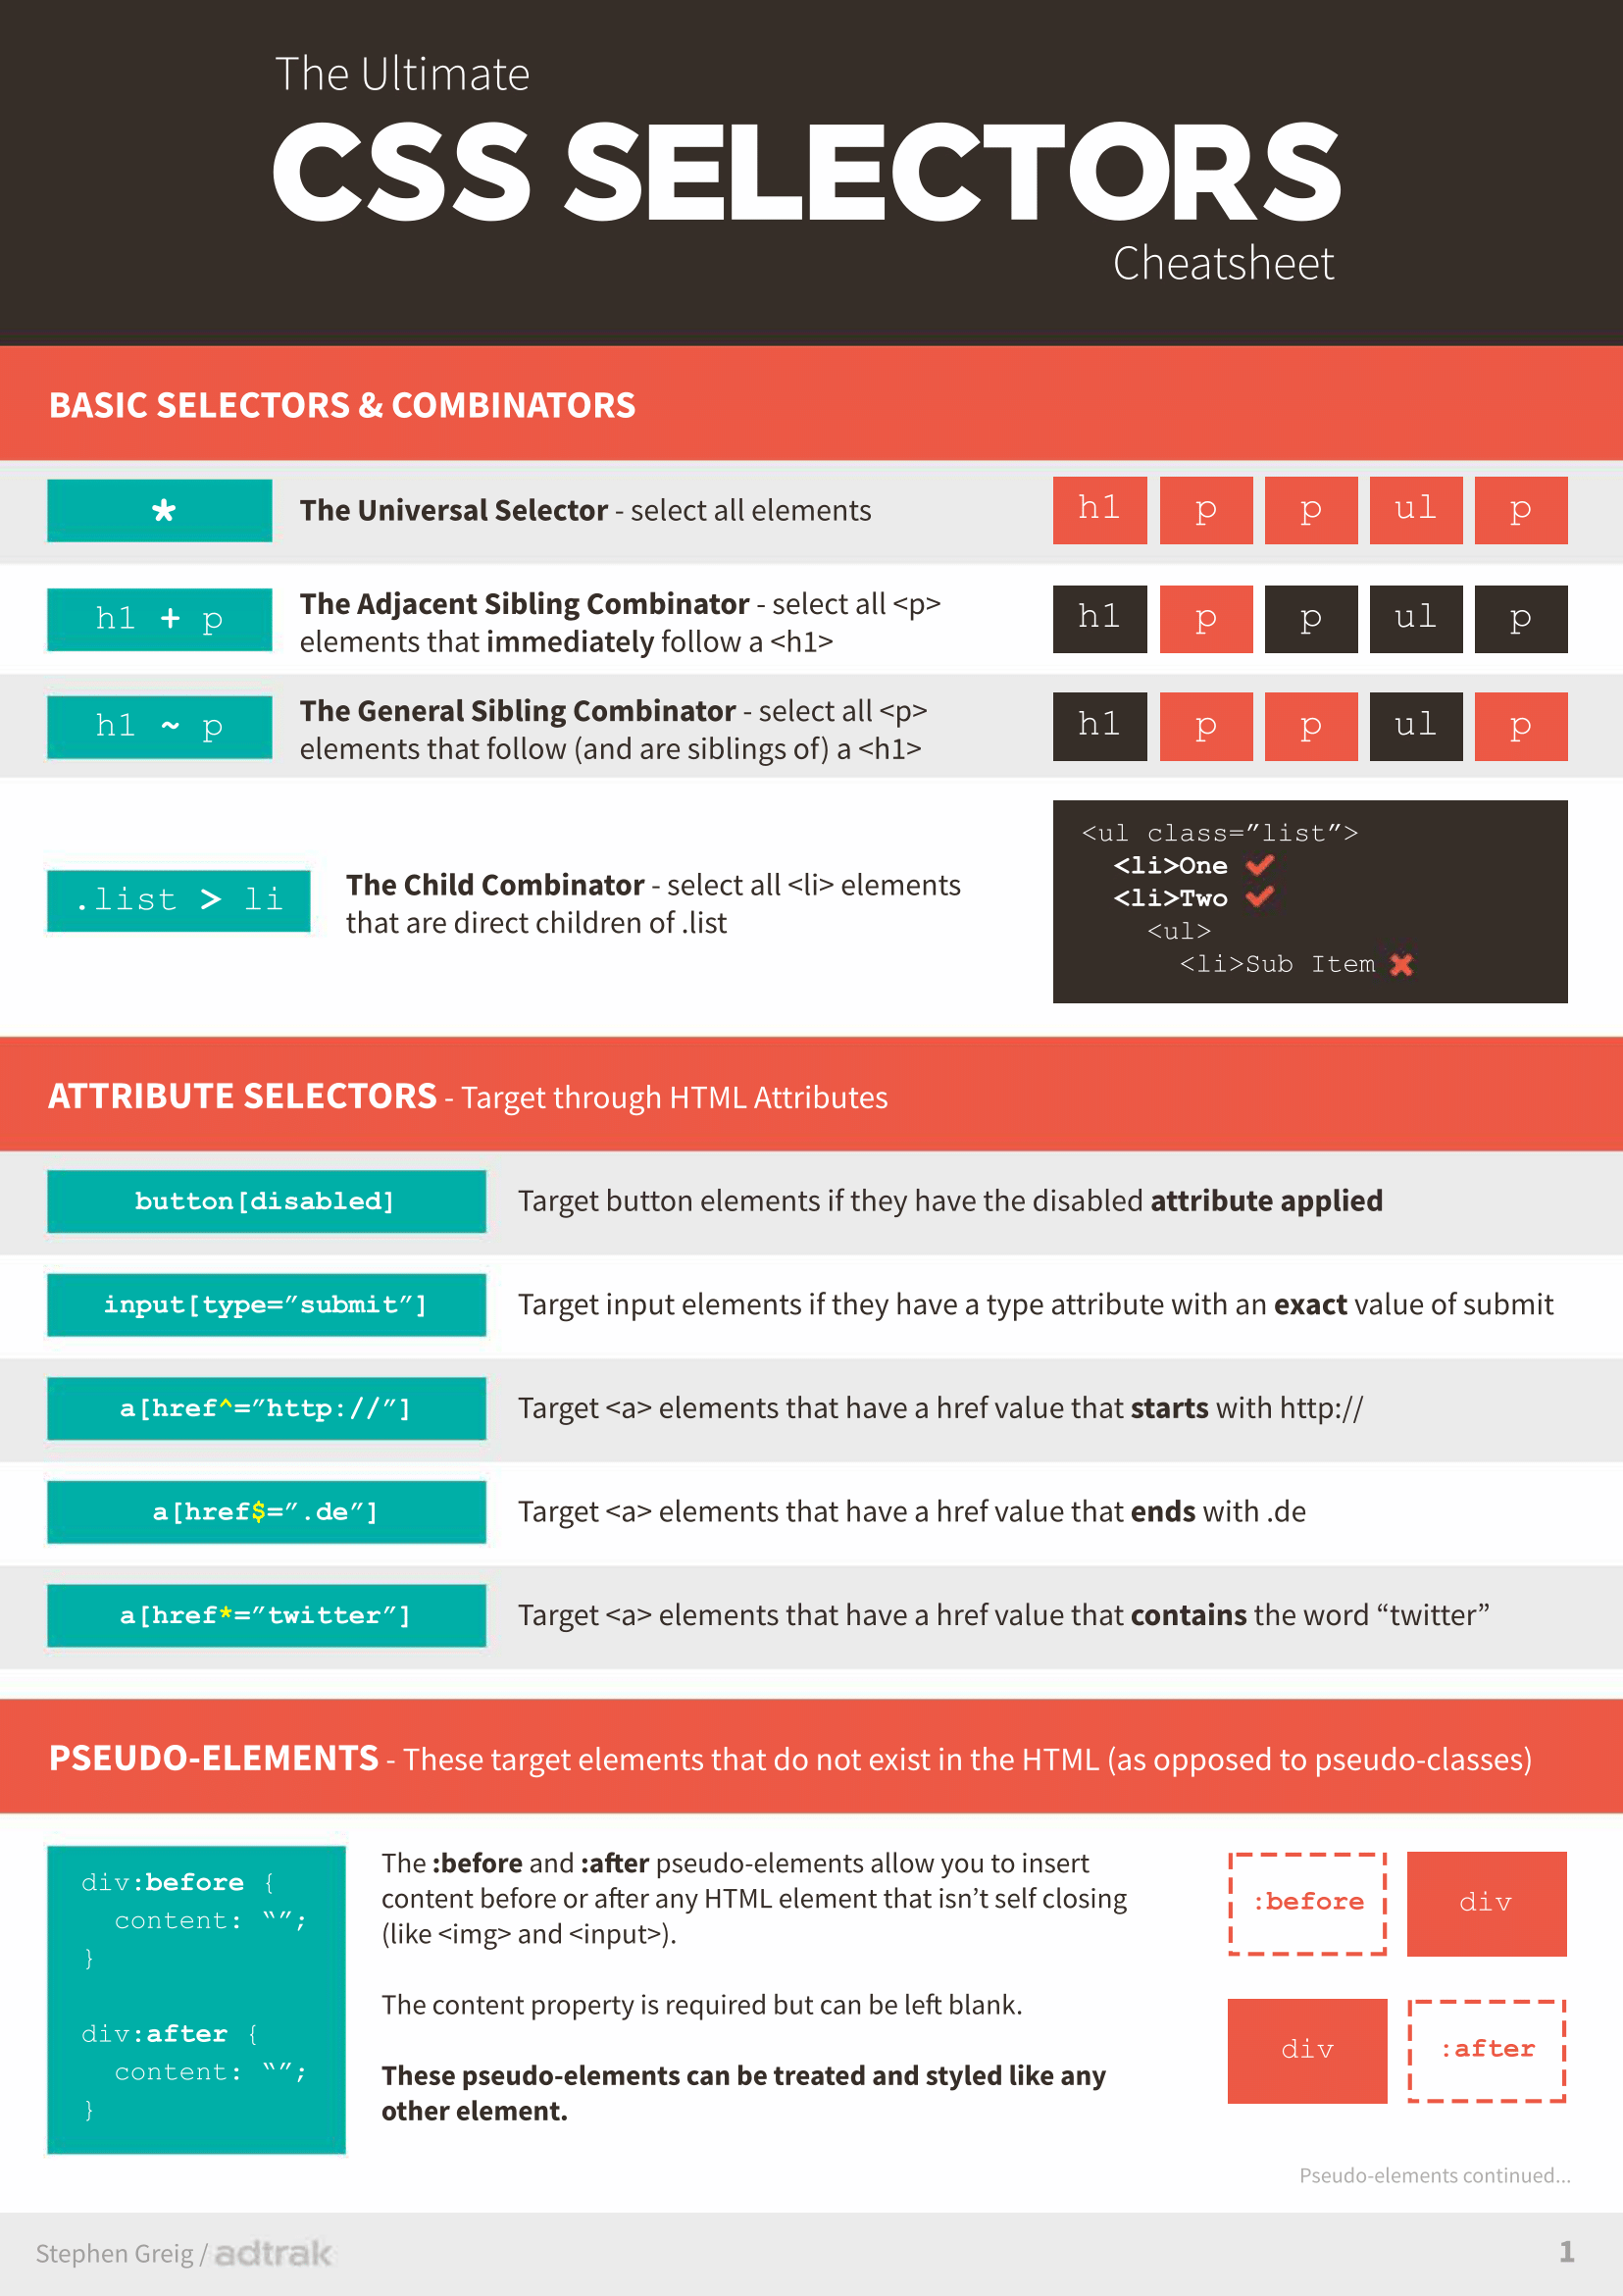 The Ultimate
CSS SELECTORS
Cheatsheet
BASIC SELECTORS & COMBINATORS
*
The Universal Selector - select all elements
h1 p p ul p
h1 + p
The Adjacent Sibling Combinator - select all <p>
elements that immediately follow a <h1>
h1 p p ul p
h1 ~ p
The General Sibling Combinator - select all <p>
elements that follow (and are siblings of) a <h1>
h1 p p ul p
.list > li
The Child Combinator - select all <li> elements
that are direct children of .list
<ul class=”list”>
<li>One
<li>Two
<ul>
<li>Sub Item
ATTRIBUTE SELECTORS - Target through HTML Attributes
button[disabled]
Target button elements if they have the disabled attribute applied
input[type=”submit”]
Target input elements if they have a type attribute with an exact value of submit
a[href^=”http://”]
Target <a> elements that have a href value that starts with http://
a[href$=”.de”]
Target <a> elements that have a href value that ends with .de
a[href*=”twitter”]
Target <a> elements that have a href value that contains the word “twitter”
PSEUDO-ELEMENTS - These target elements that do not exist in the HTML (as opposed to pseudo-classes)
div:before {
content: “”;
}
div:after {
content: “”;
}
The :before and :after pseudo-elements allow you to insert
content before or after any HTML element that isn’t self closing
(like <img> and <input>).
The content property is required but can be left blank.
These pseudo-elements can be treated and styled like any
other element.
:before div
div :after
Pseudo-elements continued...
Stephen Greig / adtrak
1